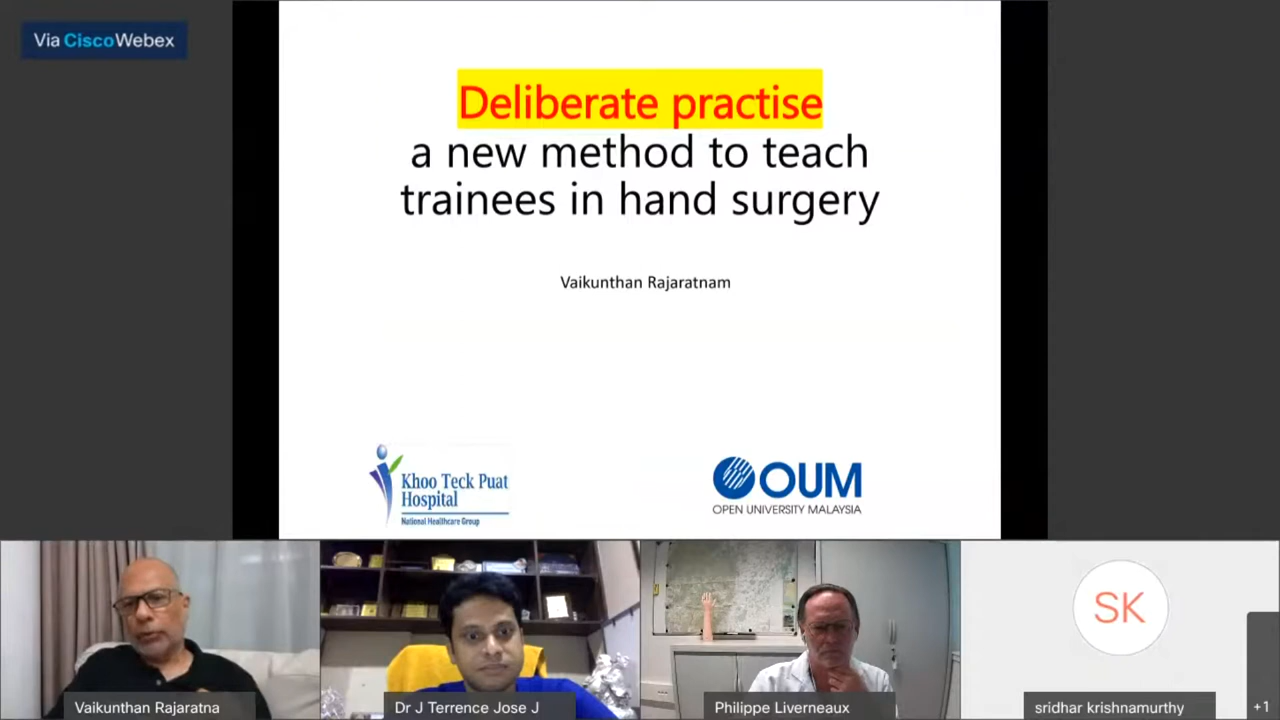 Via CiscoWebex
Deliberate practise
a new method to teach
trainees in hand surgery
Vaikunthan Rajaratnam
Khoo Teck Puat
Hospital
National Healthcare Group
OUM
OPEN UNIVERSITY MALAYSIA
SK
Vaikunthan Rajaratna
Dr J Terrence Jose J
Philippe Liverneaux
sridhar krishnamurthy
+1